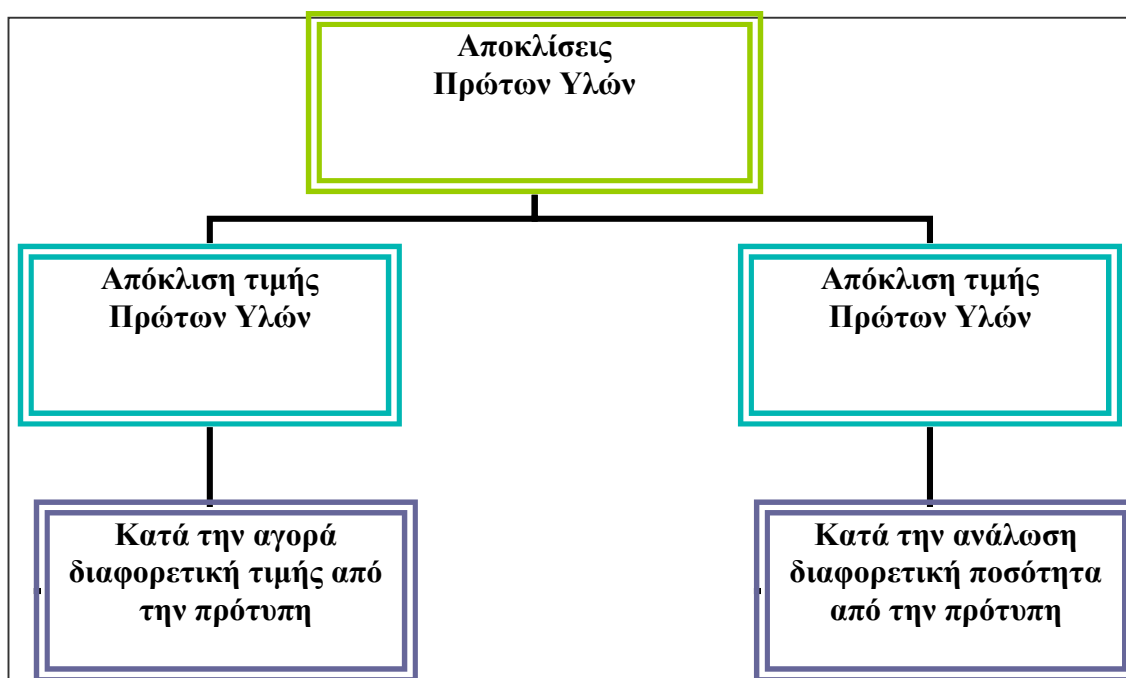 Αποκλίσεις
Πρώτων Υλών
Απόκλιση τιμής
Πρώτων Υλών
Απόκλιση τιμής
Πρώτων Υλών
Κατά την αγορά
διαφορετική τιμής από
την πρότυπη
Κατά την ανάλωση
διαφορετική ποσότητα
από την πρότυπη